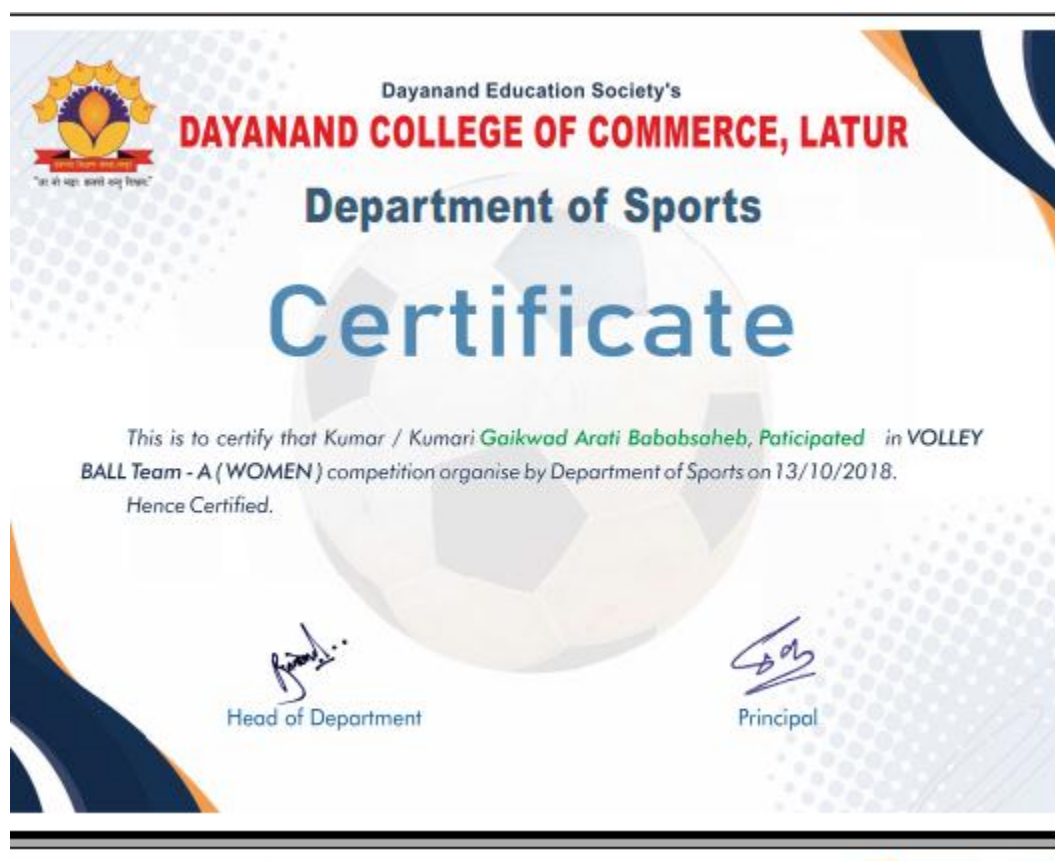 Dayanand Education Society's
DAYANAND COLLEGE OF COMMERCE, LATUR
Department of Sports
Certificate
This is to certify that Kumar / Kumari Gaikwad Arati Bababsaheb, Paticipated in VOLLEY
BALL Team - A ( WOMEN ) competition organise by Department of Sports on 13/10/2018.
Hence Certified.
Head of Department
Principal